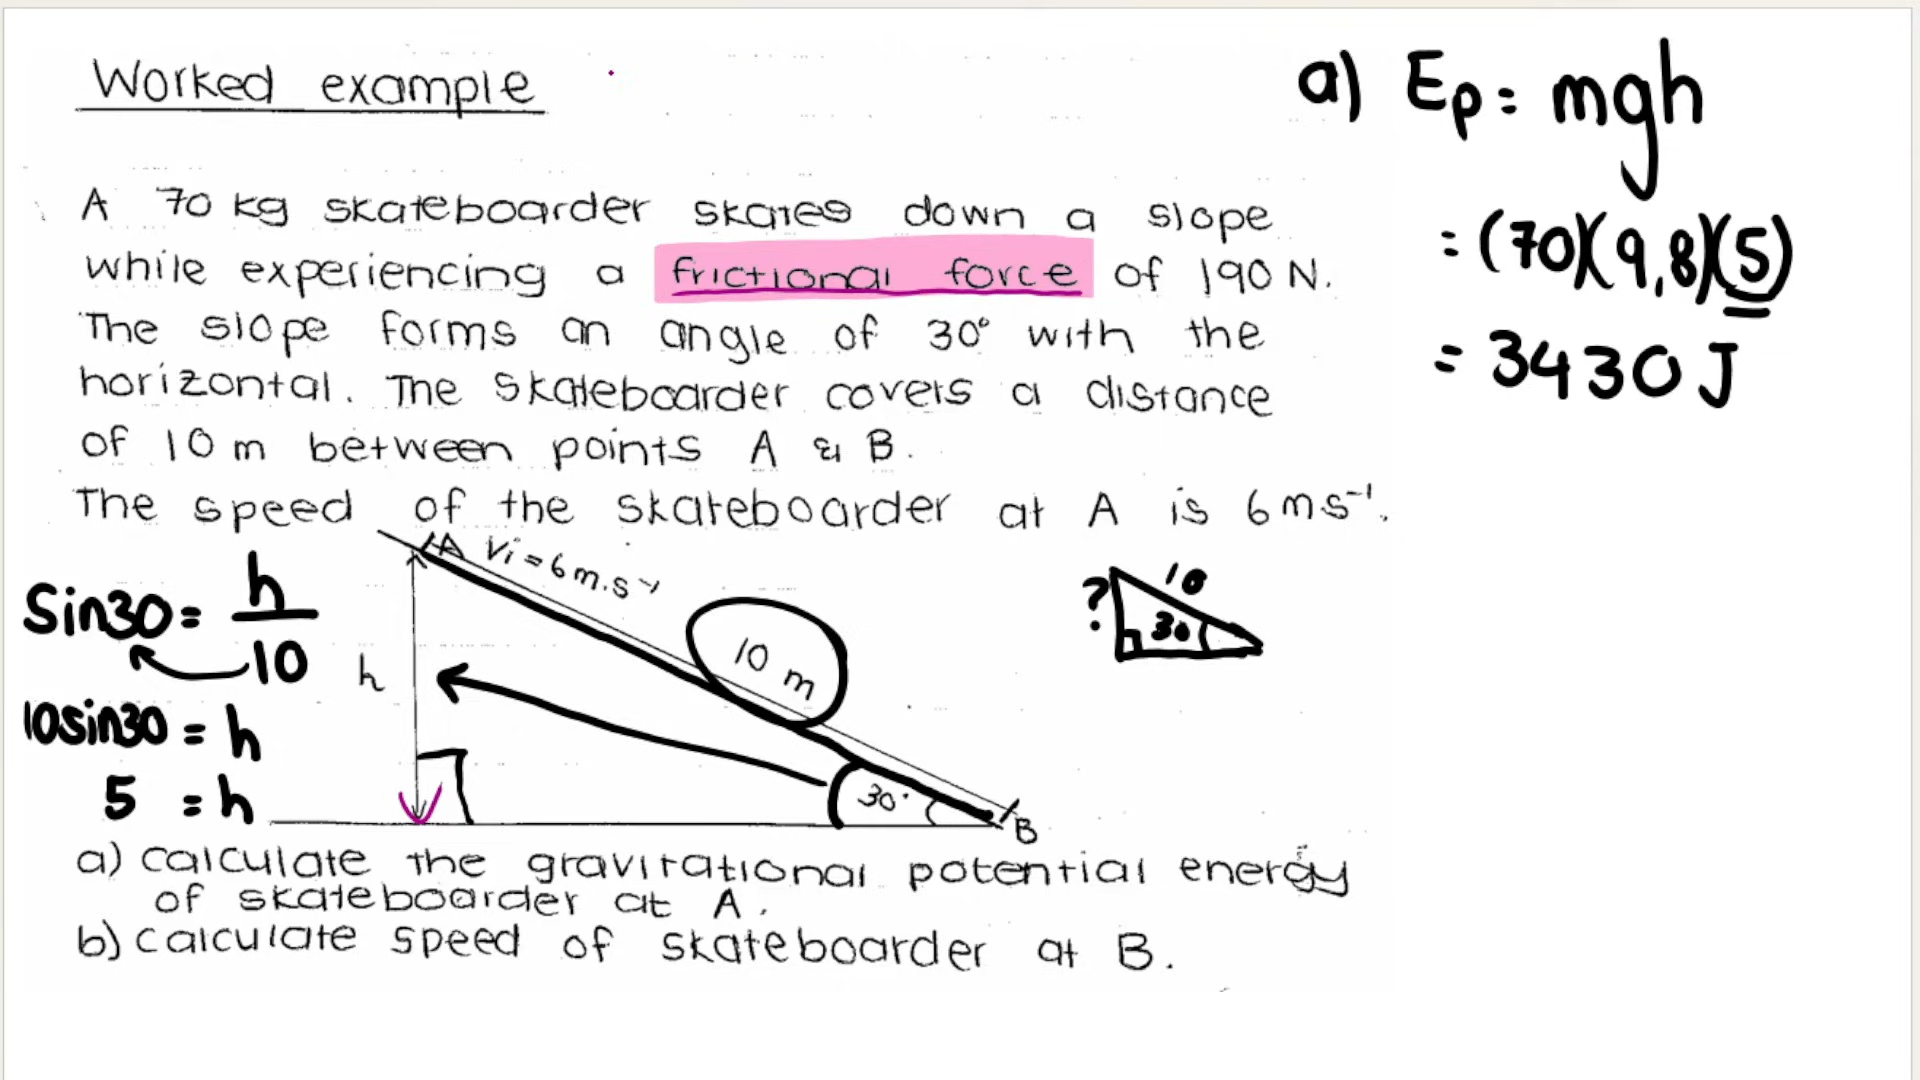 Worked example
A 70 kg skateboarder skates down a slope
while experiencing a frictional force of 190 N.
The slope forms an angle of 30° with the
horizontal. The skateboarder covers a distance
of 10 m between points A & B.
The speed of the skateboarder at A is 6 m s⁻¹.
A Vi = 6 m.s⁻¹
Sin30 = h/10
10sin30 = h
5 = h
h
10 m
30°
B
? 10
30
a) calculate the gravitational potential energy
of skateboarder at A.
b) calculate speed of skateboarder at B.
a) Ep = mgh
= (70)(9,8)(5)
= 3430 J